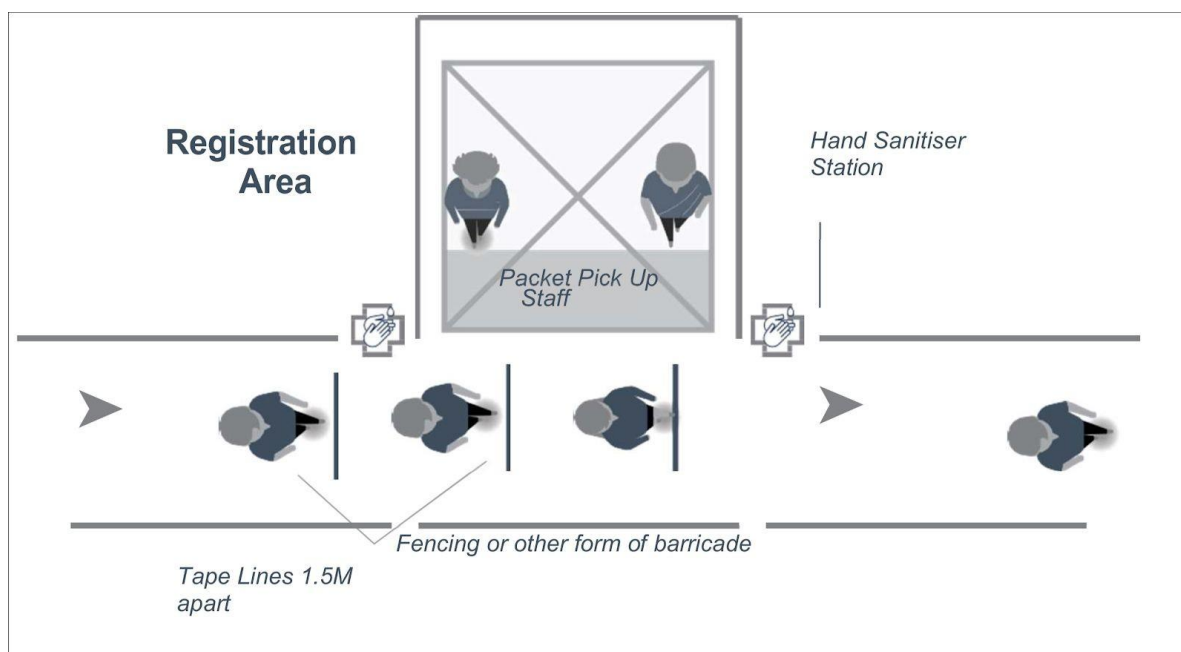 Registration
Area
Hand Sanitiser
Station
Packet Pick Up
Staff
Fencing or other form of barricade
Tape Lines 1.5M
apart